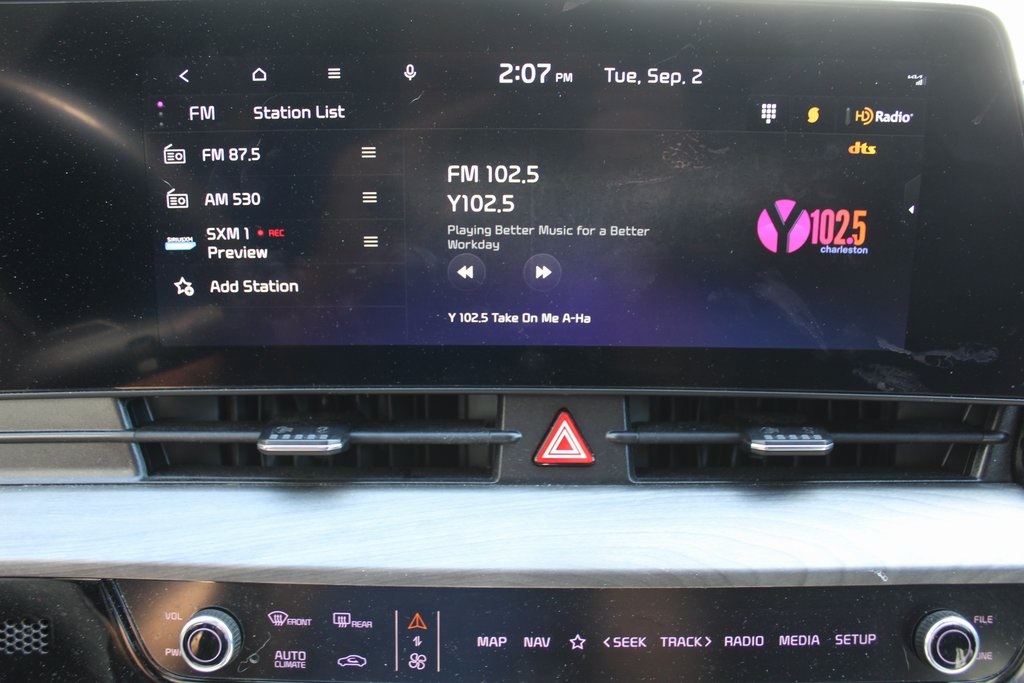 2:07 PM Tue, Sep. 2
FM Station List
HD Radio
dts
FM 87.5
AM 530
SXM 1 REC
Preview
SIRIUSXM
Add Station
FM 102.5
Y102.5
Playing Better Music for a Better
Workday
Y 102.5 Take On Me A-Ha
Y102.5
charleston
VOL
FRONT
REAR
AUTO
CLIMATE
MAP NAV < SEEK TRACK > RADIO MEDIA SETUP
FILE